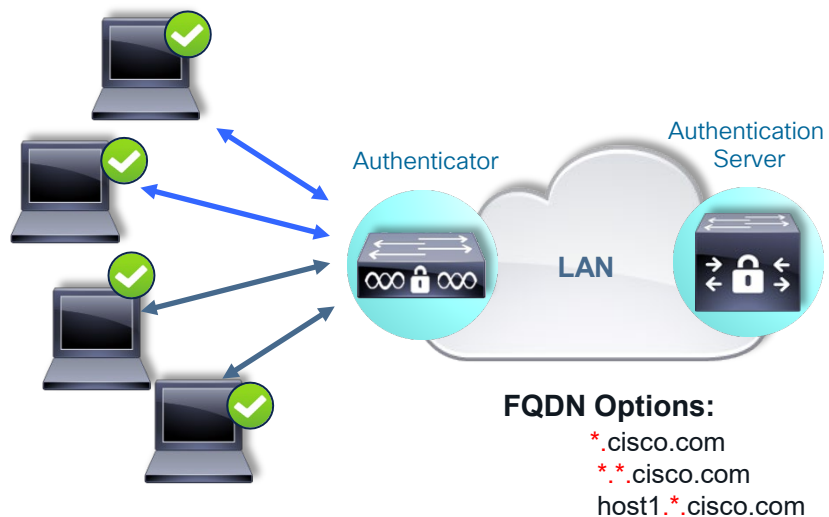 Authentication
Server
Authenticator
LAN
FQDN Options:
*.cisco.com
*.*.cisco.com
host1.*.cisco.com